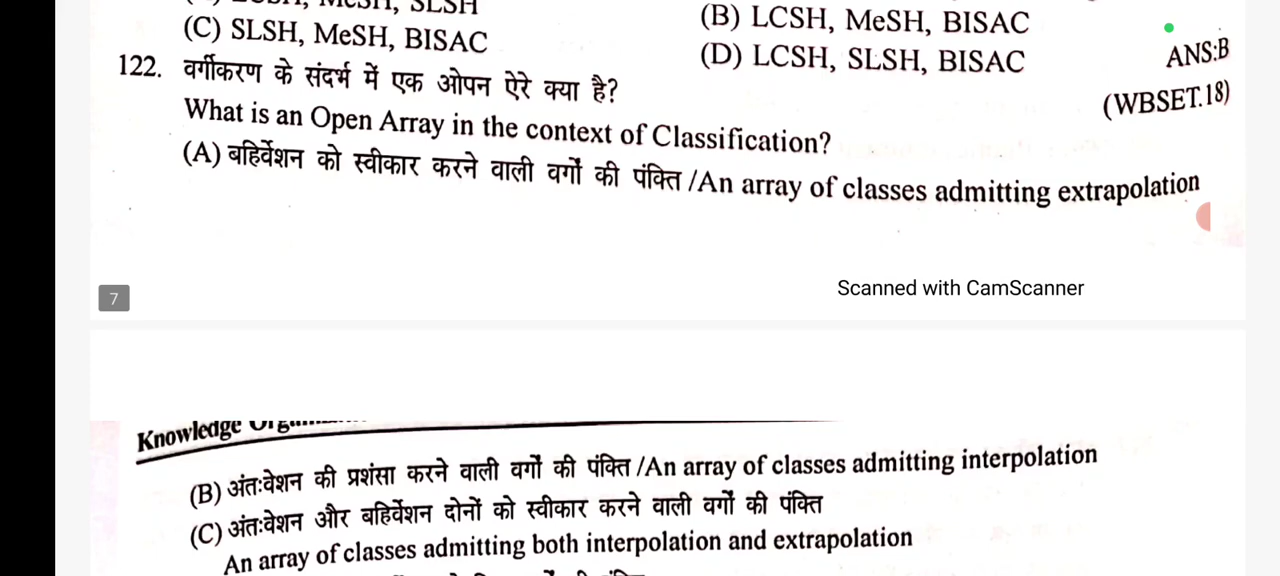 SLSH
(C) SLSH, MeSH, BISAC
(B) LCSH, MeSH, BISAC
(D) LCSH, SLSH, BISAC
ANS:B
122. वर्गीकरण के संदर्भ में एक ओपन ऐरे क्या है?
(WBSET.18)
What is an Open Array in the context of Classification?
(A) बहिर्वेशन को स्वीकार करने वाली वर्गों की पंक्ति /An array of classes admitting extrapolation
7
Scanned with CamScanner
Knowledge
(B) अंतःवेशन की प्रशंसा करने वाली वर्गों की पंक्ति /An array of classes admitting interpolation
(C) अंतःवेशन और बहिर्वेशन दोनों को स्वीकार करने वाली वर्गों की पंक्ति
An array of classes admitting both interpolation and extrapolation